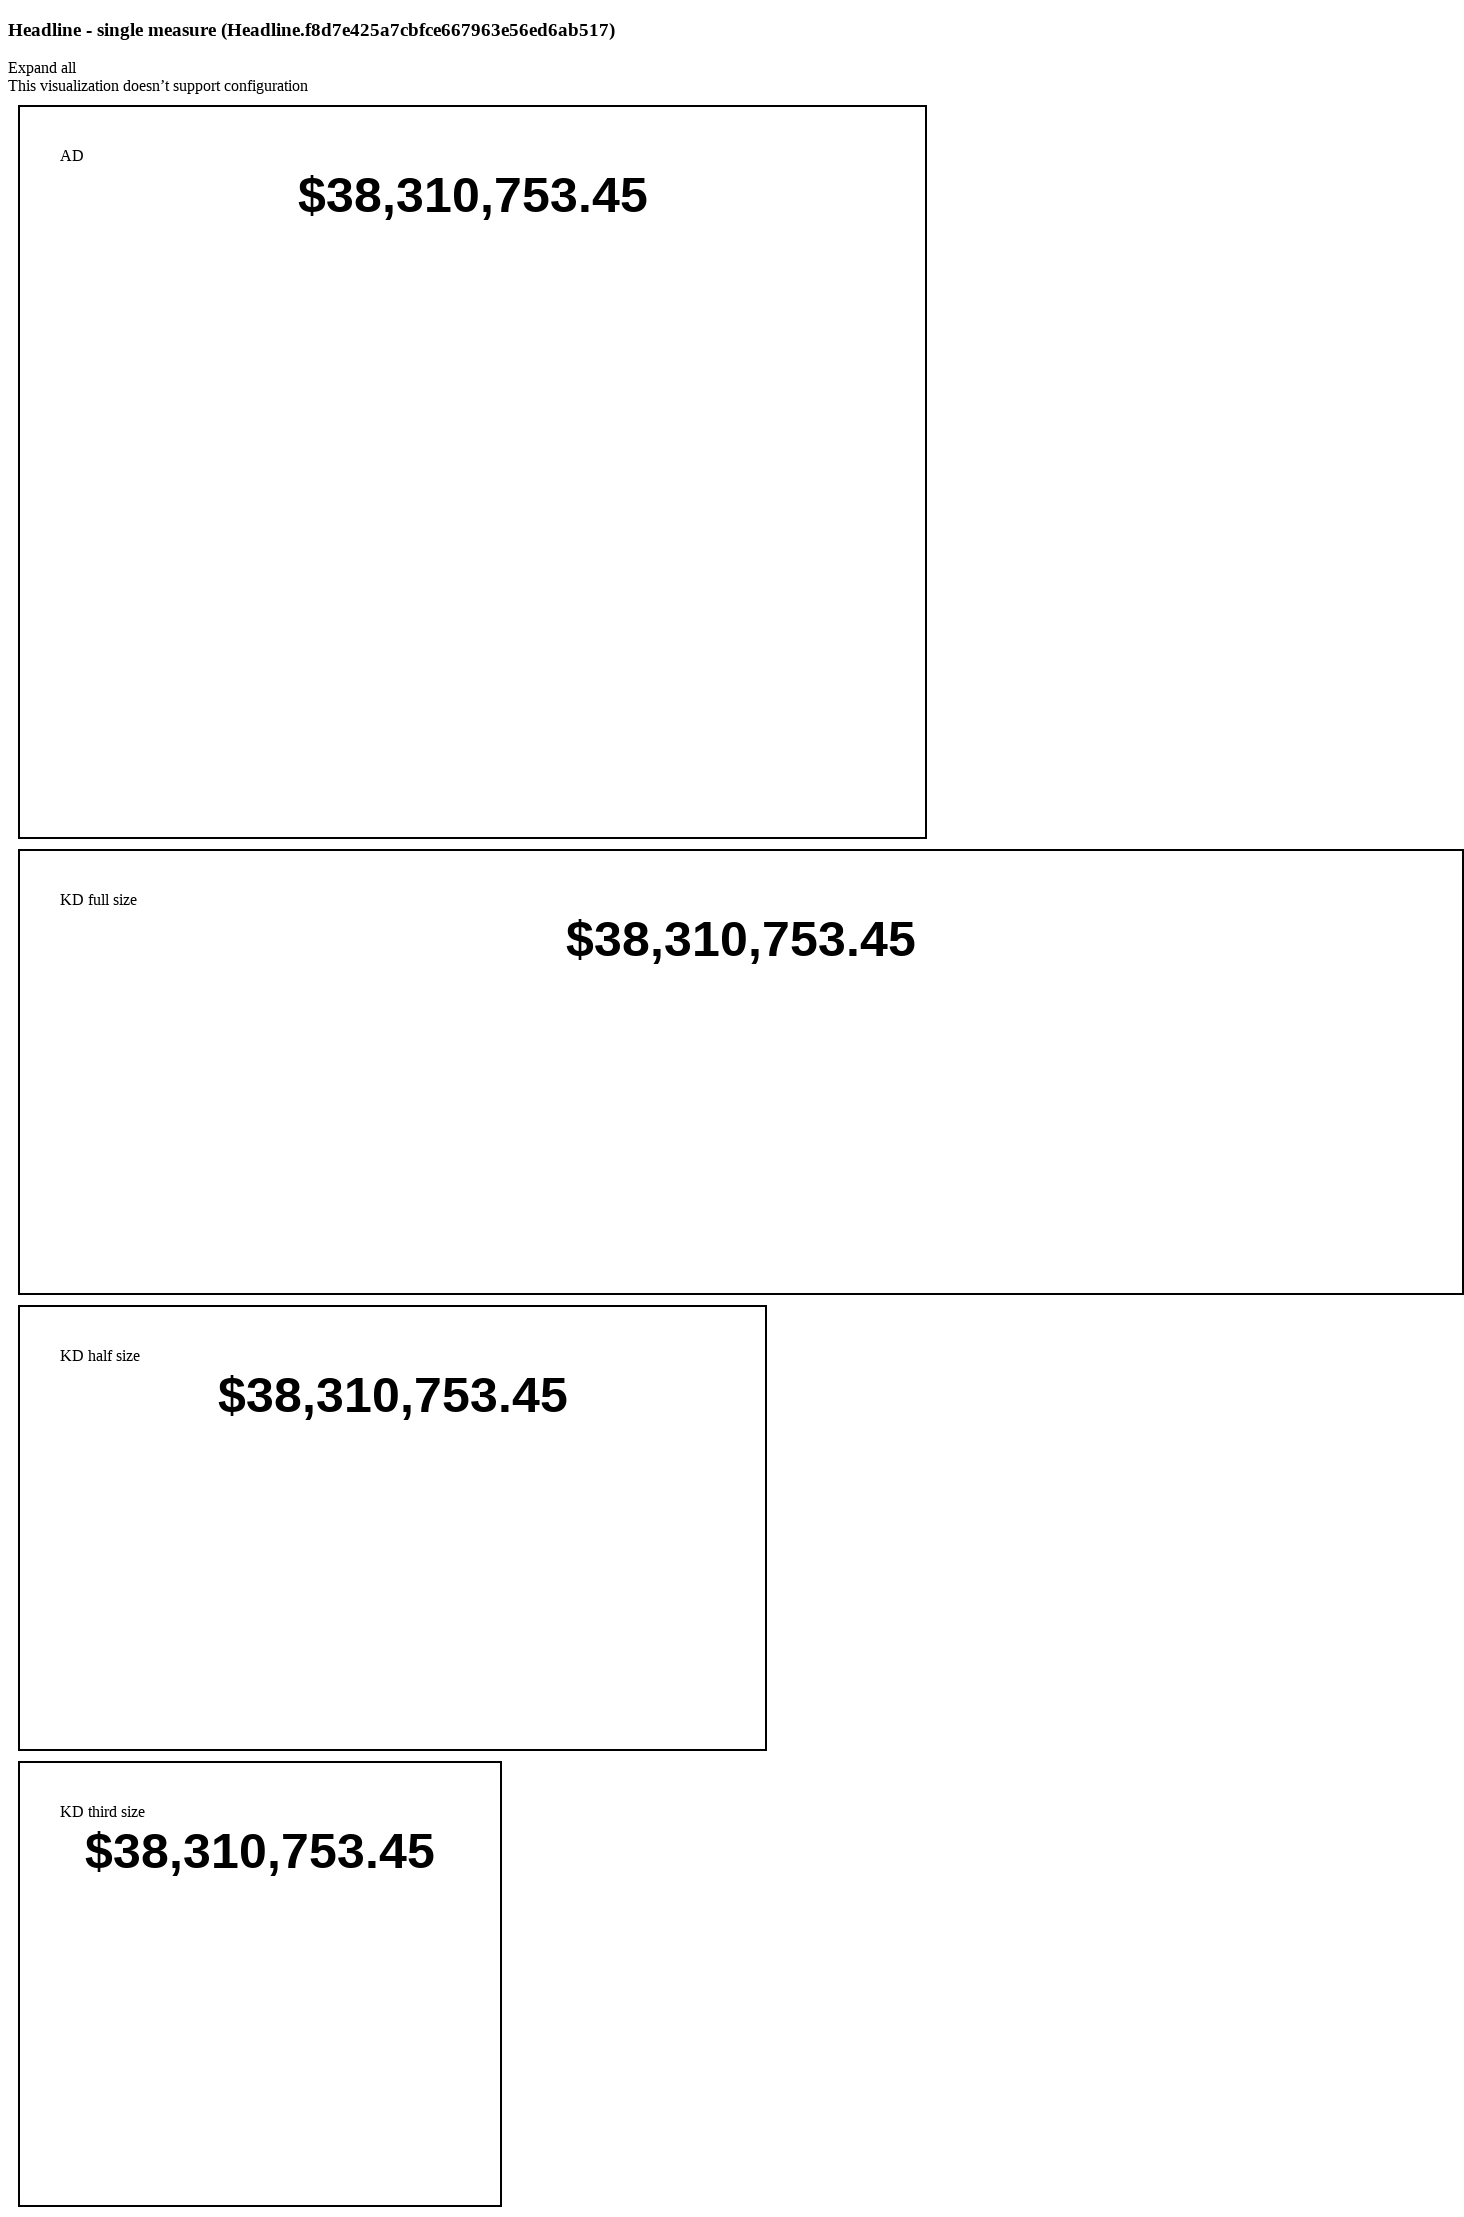 Headline - single measure (Headline.f8d7e425a7cbfce667963e56ed6ab517)
Expand all
This visualization doesn’t support configuration
AD
$38,310,753.45
KD full size
$38,310,753.45
KD half size
$38,310,753.45
KD third size
$38,310,753.45